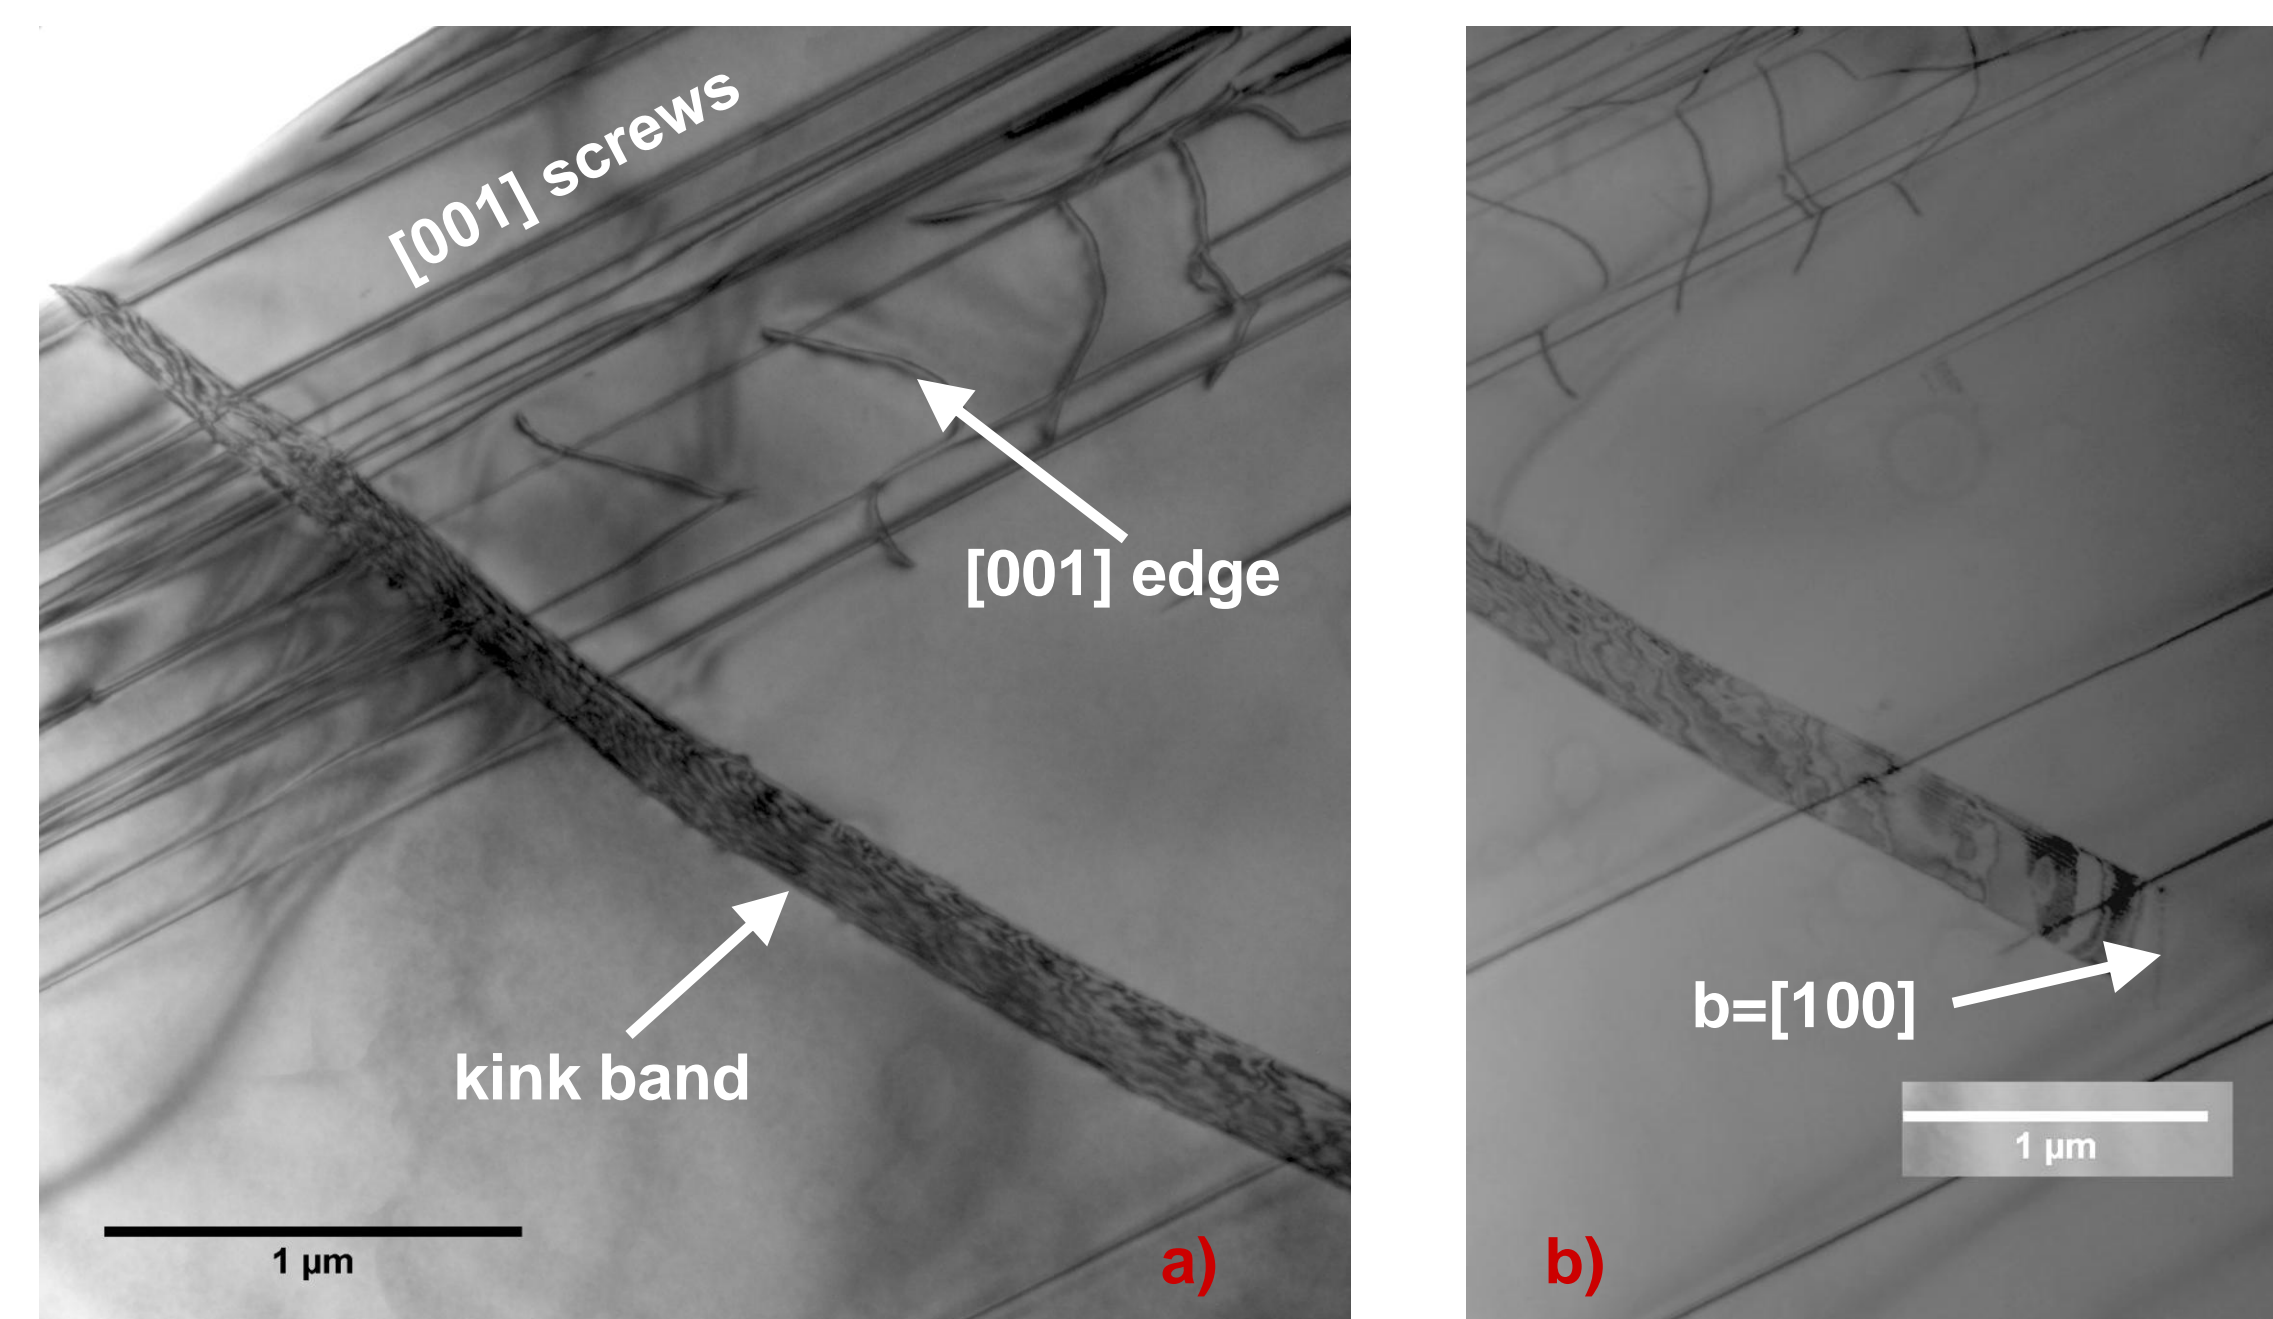 [001] screws
[001] edge
kink band
1 µm
a)
b=[100]
1 µm
b)